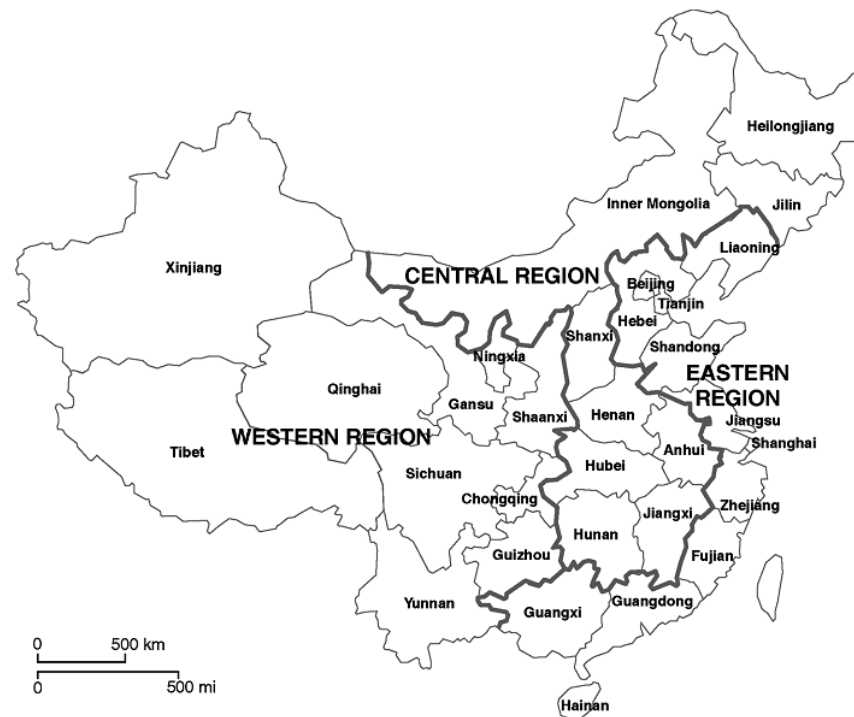 Heilongjiang
Inner Mongolia
Jilin
Liaoning
Xinjiang
CENTRAL REGION
Beijing
Tianjin
Hebei
Shanxi
Shandong
Ningxia
EASTERN
REGION
Qinghai
Gansu
Shaanxi
Henan
Jiangsu
WESTERN REGION
Shanghai
Tibet
Anhui
Hubei
Sichuan
Chongqing
Zhejiang
Jiangxi
Hunan
Guizhou
Fujian
Yunnan
Guangxi
Guangdong
0 500 km
0 500 mi
Hainan